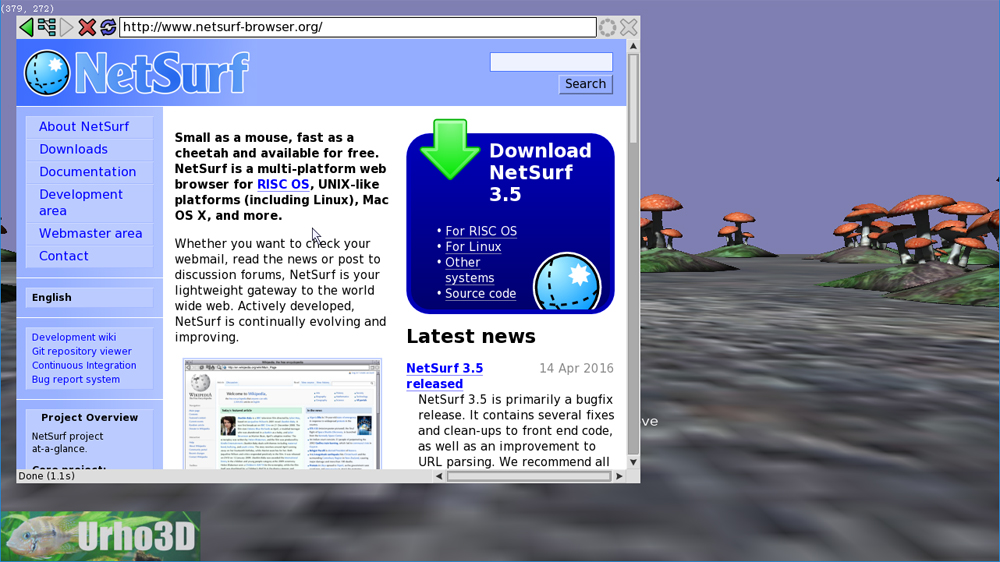 (379, 272)
http://www.netsurf-browser.org/
NetSurf
Search
About NetSurf
Downloads
Documentation
Development
area
Webmaster area
Contact
English
Development wiki
Git repository viewer
Continuous Integration
Bug report system
Project Overview
NetSurf project
at-a-glance.
Small as a mouse, fast as a
cheetah and available for free.
NetSurf is a multi-platform web
browser for RISC OS, UNIX-like
platforms (including Linux), Mac
OS X, and more.
Whether you want to check your
webmail, read the news or post to
discussion forums, NetSurf is your
lightweight gateway to the world
wide web. Actively developed,
NetSurf is continually evolving and
improving.
Download
NetSurf
3.5
• For RISC OS
• For Linux
• Other
systems
• Source code
Latest news
NetSurf 3.5 14 Apr 2016
released
NetSurf 3.5 is primarily a bugfix
release. It contains several fixes
and clean-ups to front end code,
as well as an improvement to
URL parsing. We recommend all
ve
Done (1.1s)
Urho3D